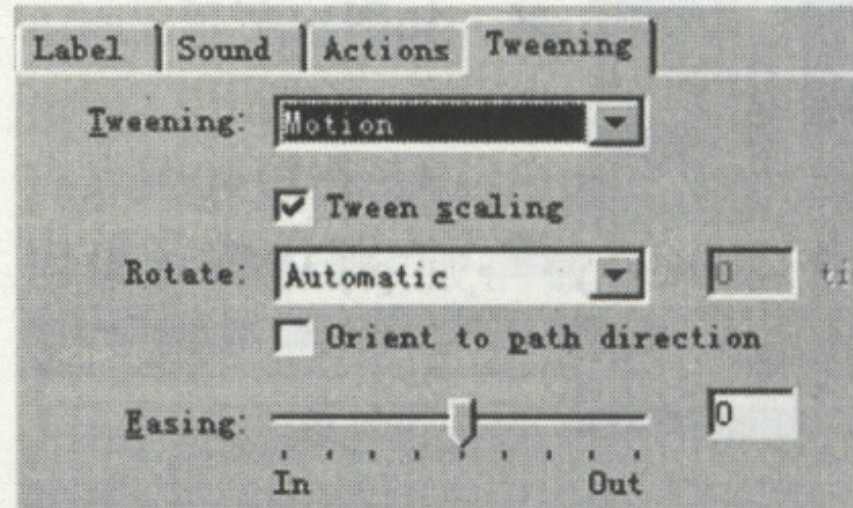 Label Sound Actions Tweening
Tweening: Motion
Tween scaling
Rotate: Automatic 0
Orient to path direction
Easing: 0
In Out